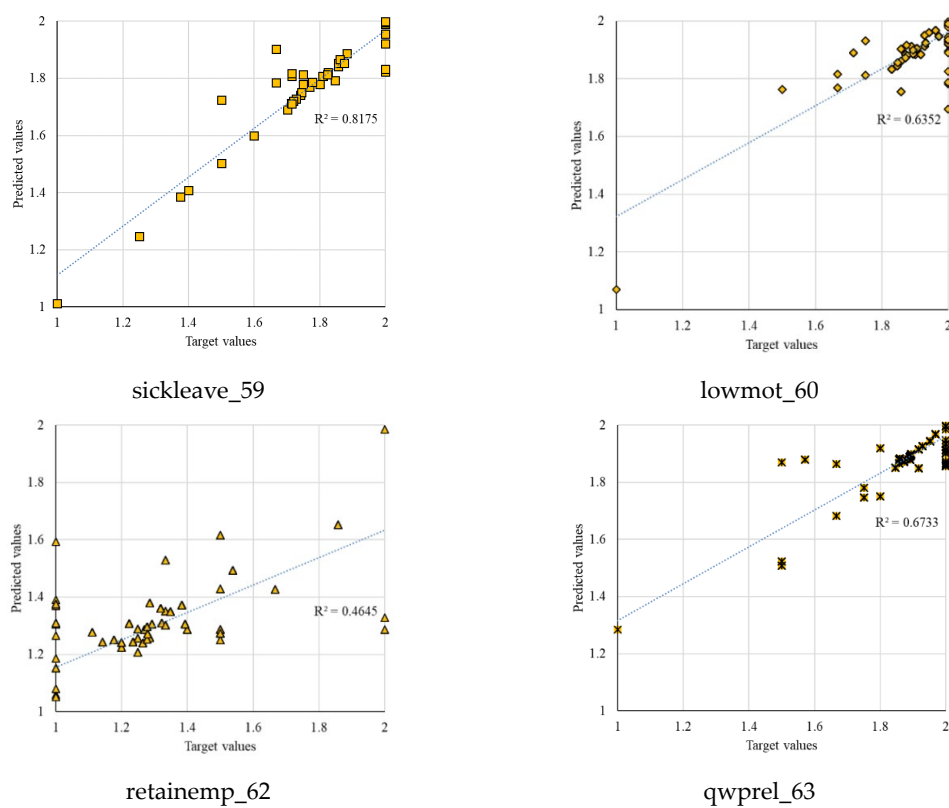 2
1.8
1.6
1.4
1.2
1
Predicted values
R² = 0.8175
1 1.2 1.4 1.6 1.8 2
Target values
sickleave_59
2
1.8
1.6
1.4
1.2
1
Predicted values
R² = 0.6352
1 1.2 1.4 1.6 1.8 2
Target values
lowmot_60
2
1.8
1.6
1.4
1.2
1
Predicted values
R² = 0.4645
1 1.2 1.4 1.6 1.8 2
Target values
retainemp_62
2
1.8
1.6
1.4
1.2
1
Predicted values
R² = 0.6733
1 1.2 1.4 1.6 1.8 2
Target values
qwprel_63